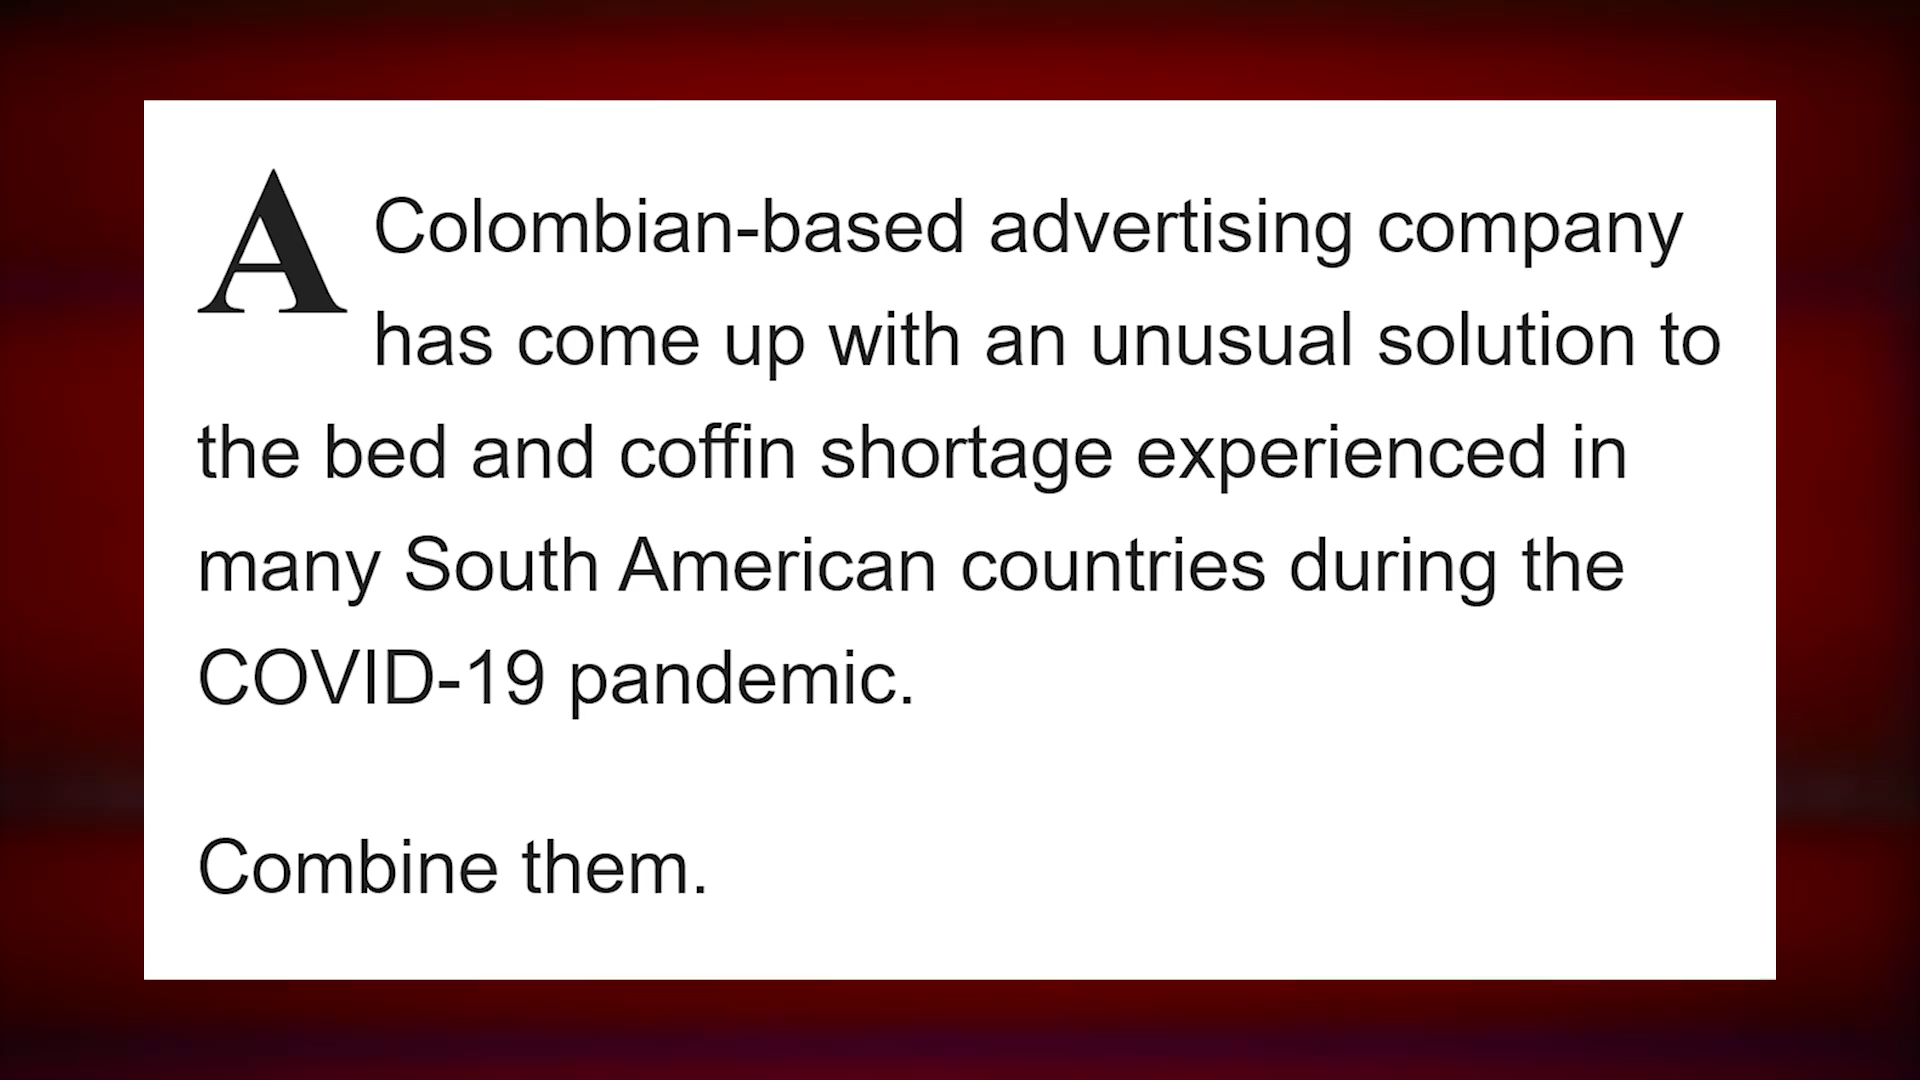 A Colombian-based advertising company
has come up with an unusual solution to
the bed and coffin shortage experienced in
many South American countries during the
COVID-19 pandemic.
Combine them.